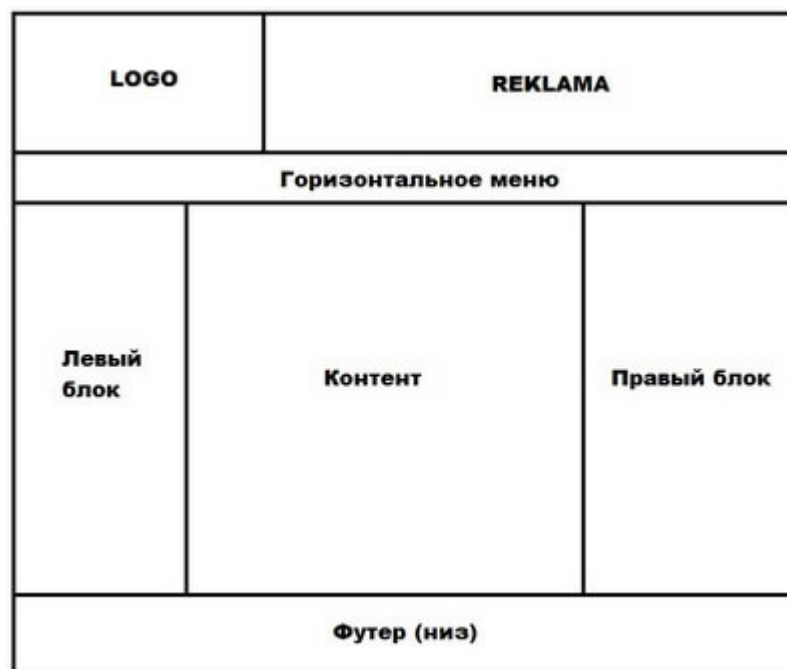 LOGO
REKLAMA
Горизонтальное меню
Левый
блок
Контент
Правый блок
Футер (низ)